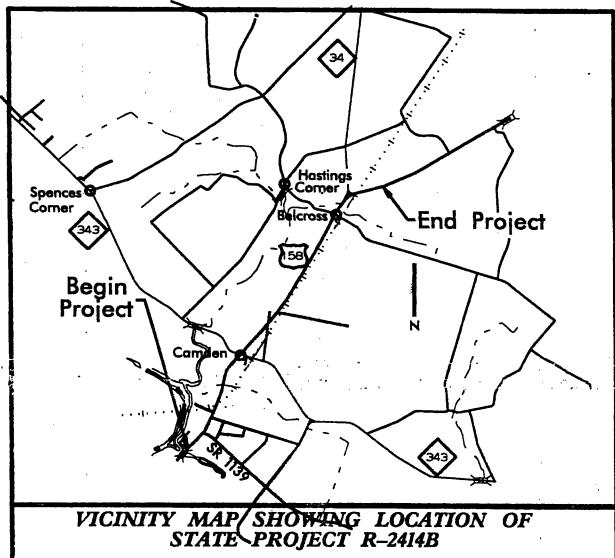 34
Hastings
Corner
Spences
Corner
Belcross
End Project
343
158
Begin
Project
N
Camden
SR 1139
343
VICINITY MAP SHOWING LOCATION OF
STATE PROJECT R-2414B